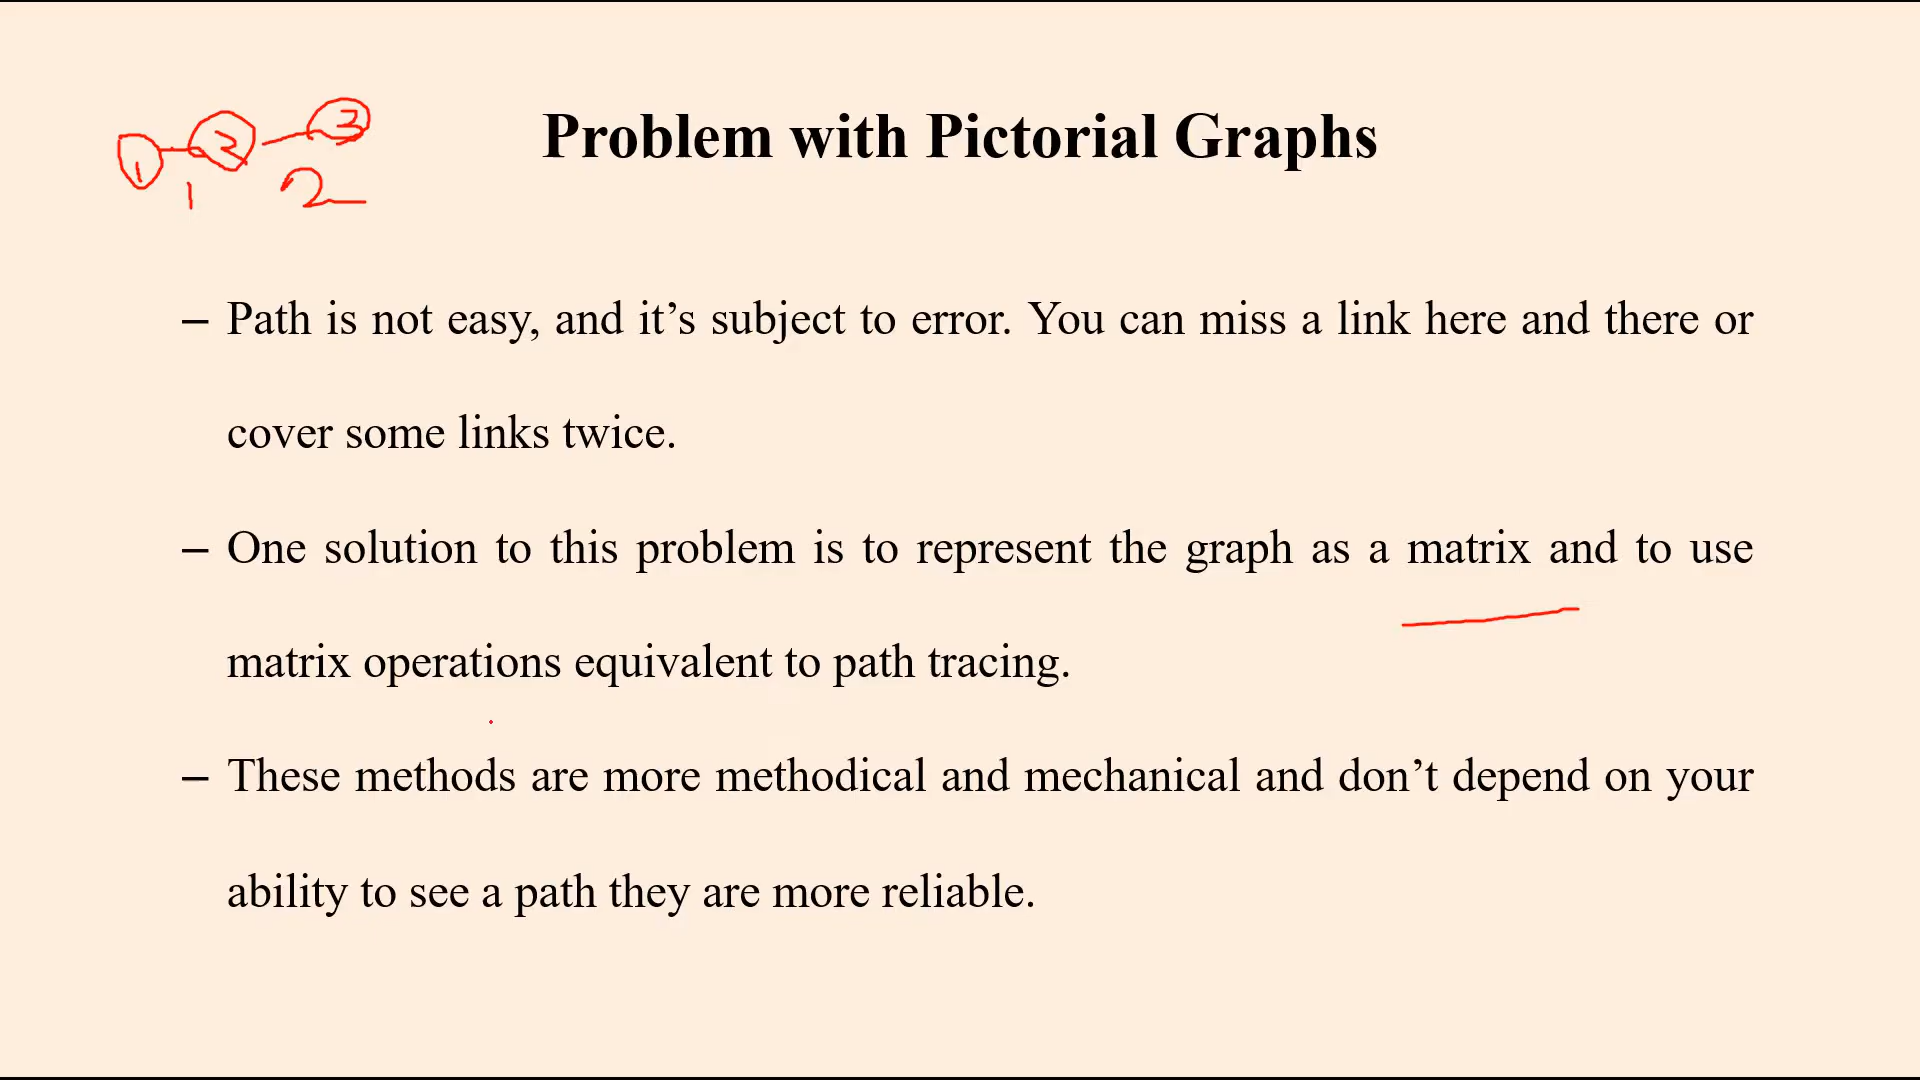 1 2 3
1 2
Problem with Pictorial Graphs
– Path is not easy, and it’s subject to error. You can miss a link here and there or
cover some links twice.
– One solution to this problem is to represent the graph as a matrix and to use
matrix operations equivalent to path tracing.
– These methods are more methodical and mechanical and don’t depend on your
ability to see a path they are more reliable.